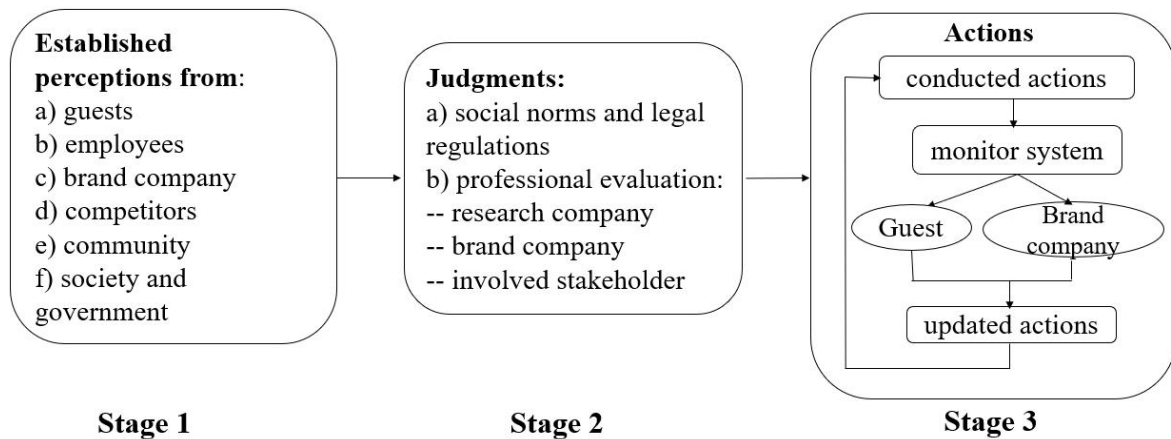 Established
perceptions from:
a) guests
b) employees
c) brand company
d) competitors
e) community
f) society and
government
Judgments:
a) social norms and legal
regulations
b) professional evaluation:
-- research company
-- brand company
-- involved stakeholder
Actions
conducted actions
monitor system
Guest
Brand
company
updated actions
Stage 1
Stage 2
Stage 3